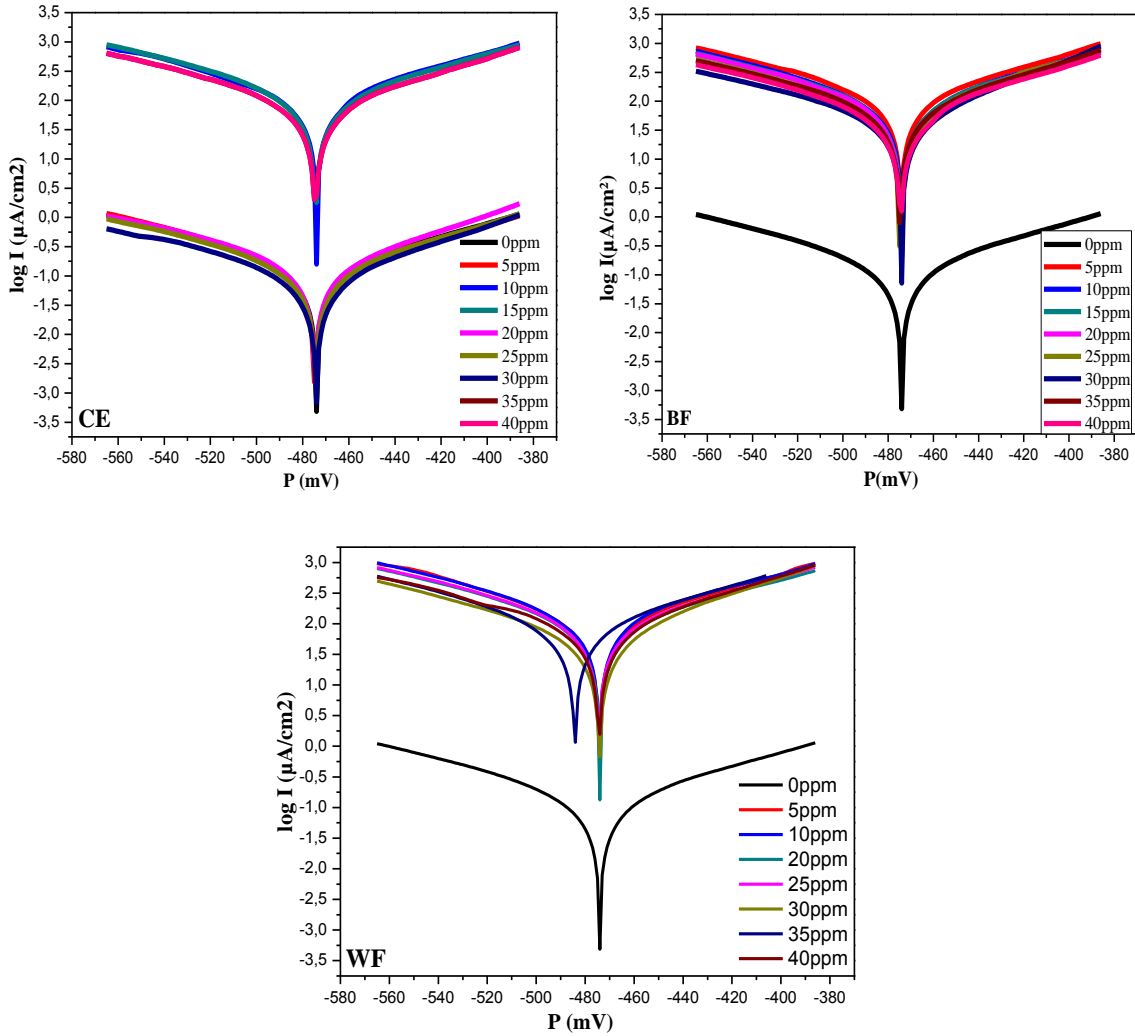 3,5
3,0
2,5
2,0
1,5
1,0
0,5
0,0
-0,5
-1,0
-1,5
-2,0
-2,5
-3,0
-3,5
log I (µA/cm2)
0ppm
5ppm
10ppm
15ppm
20ppm
25ppm
30ppm
35ppm
40ppm
CE
-580 -560 -540 -520 -500 -480 -460 -440 -420 -400 -380
P (mV)
3,5
3,0
2,5
2,0
1,5
1,0
0,5
0,0
-0,5
-1,0
-1,5
-2,0
-2,5
-3,0
-3,5
log I(µA/cm²)
0ppm
5ppm
10ppm
15ppm
20ppm
25ppm
30ppm
35ppm
40ppm
BF
-580 -560 -540 -520 -500 -480 -460 -440 -420 -400 -380
P(mV)
3,0
2,5
2,0
1,5
1,0
0,5
0,0
-0,5
-1,0
-1,5
-2,0
-2,5
-3,0
-3,5
log I (µA/cm2)
0ppm
5ppm
10ppm
20ppm
25ppm
30ppm
35ppm
40ppm
WF
-580 -560 -540 -520 -500 -480 -460 -440 -420 -400 -380
P (mV)